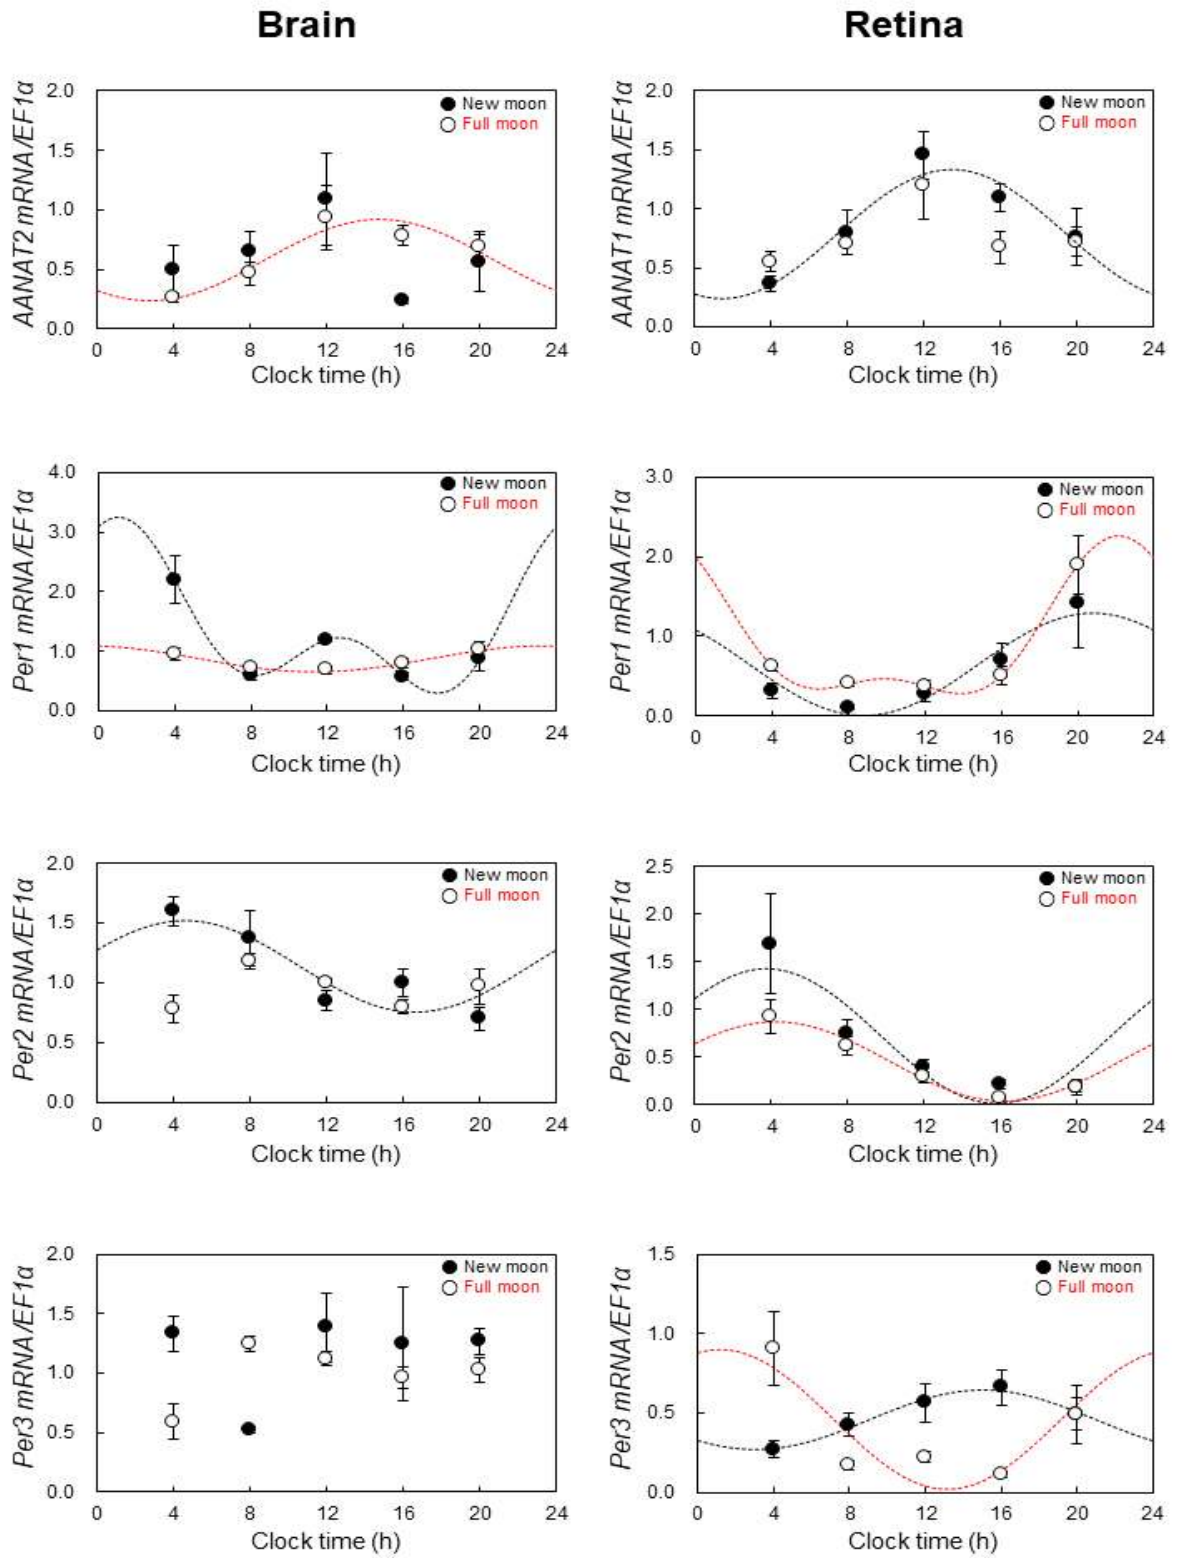 Brain
Retina
AANAT2 mRNA/EF1α
2.0
1.5
1.0
0.5
0.0
New moon
Full moon
0 4 8 12 16 20 24
Clock time (h)
AANAT1 mRNA/EF1α
2.0
1.5
1.0
0.5
0.0
New moon
Full moon
0 4 8 12 16 20 24
Clock time (h)
Per1 mRNA/EF1α
4.0
3.0
2.0
1.0
0.0
New moon
Full moon
0 4 8 12 16 20 24
Clock time (h)
Per1 mRNA/EF1α
3.0
2.0
1.0
0.0
New moon
Full moon
0 4 8 12 16 20 24
Clock time (h)
Per2 mRNA/EF1α
2.0
1.5
1.0
0.5
0.0
New moon
Full moon
0 4 8 12 16 20 24
Clock time (h)
Per2 mRNA/EF1α
2.5
2.0
1.5
1.0
0.5
0.0
New moon
Full moon
0 4 8 12 16 20 24
Clock time (h)
Per3 mRNA/EF1α
2.0
1.5
1.0
0.5
0.0
New moon
Full moon
0 4 8 12 16 20 24
Clock time (h)
Per3 mRNA/EF1α
1.5
1.0
0.5
0.0
New moon
Full moon
0 4 8 12 16 20 24
Clock time (h)